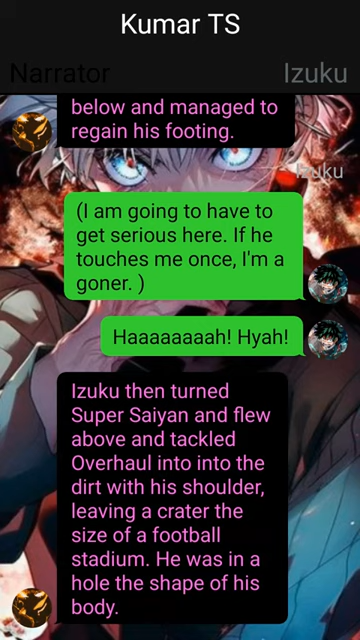 Kumar TS
Narrator
Izuku
below and managed to
regain his footing.
Izuku
(I am going to have to
get serious here. If he
touches me once, I'm a
goner. )
Haaaaaaaah! Hyah!
Izuku then turned
Super Saiyan and flew
above and tackled
Overhaul into into the
dirt with his shoulder,
leaving a crater the
size of a football
stadium. He was in a
hole the shape of his
body.